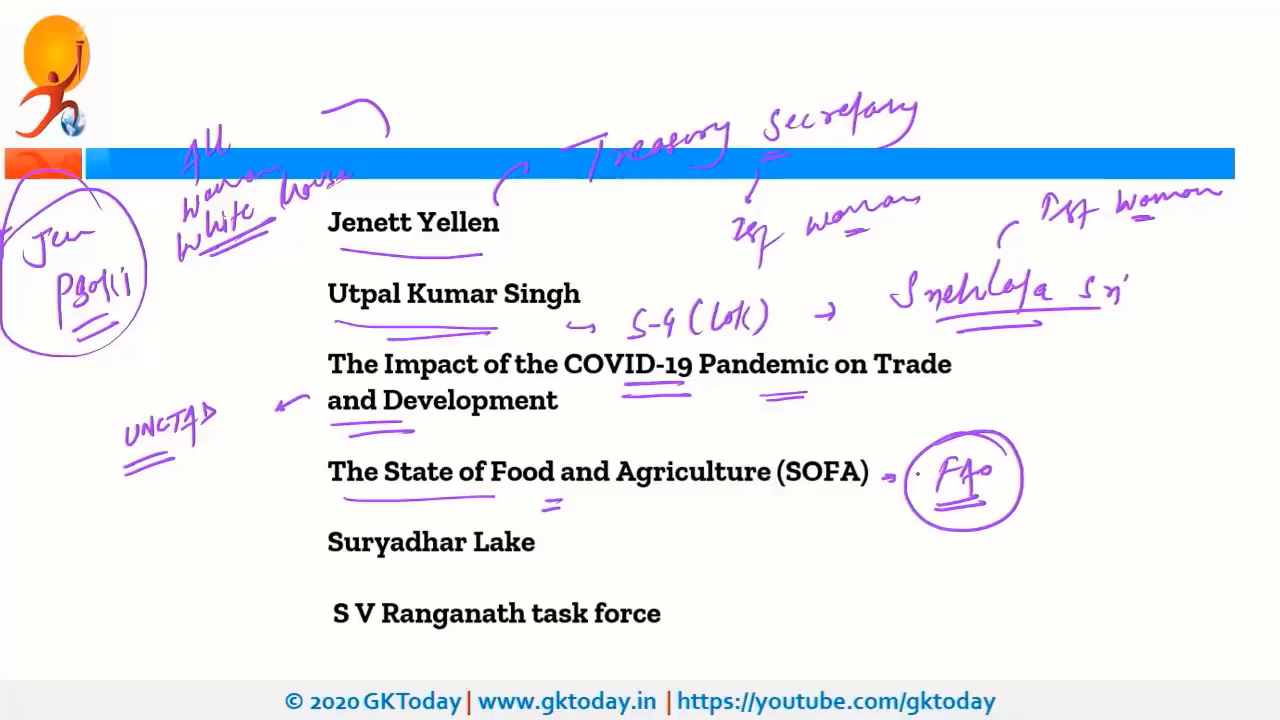 All
woman
White house
Treasury Secretary
Jenett Yellen
1st woman
1st woman
Jen
Psaki
Utpal Kumar Singh
S-G (Lok)
Snehlata
The Impact of the COVID-19 Pandemic on Trade
and Development
UNCTAD
The State of Food and Agriculture (SOFA)
FAO
Suryadhar Lake
S V Ranganath task force
© 2020 GKToday | www.gktoday.in | https://youtube.com/gktoday